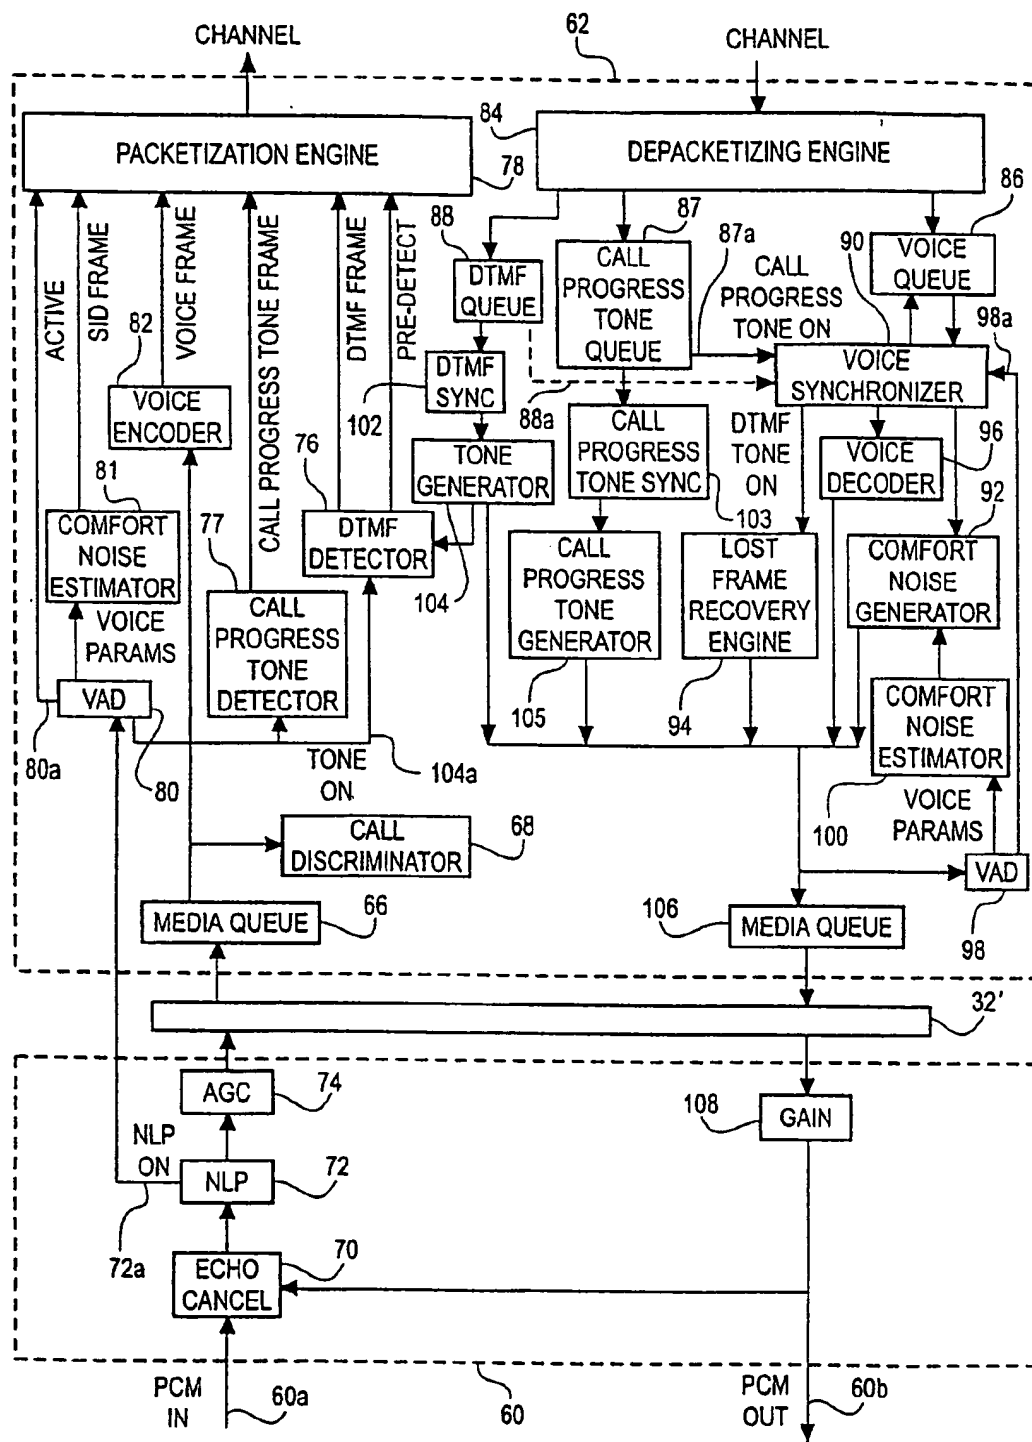 CHANNEL
62
CHANNEL
84
PACKETIZATION ENGINE
78
DEPACKETIZING ENGINE
86
ACTIVE
SID FRAME
VOICE FRAME
CALL PROGRESS TONE FRAME
DTMF FRAME
PRE-DETECT
88
DTMF
QUEUE
87
CALL
PROGRESS
TONE
QUEUE
87a
CALL
PROGRESS
TONE ON
90
VOICE
QUEUE
98a
82
VOICE
ENCODER
DTMF
SYNC
102
88a
VOICE
SYNCHRONIZER
CALL
PROGRESS
TONE SYNC
103
DTMF
TONE
ON
VOICE
DECODER
96
92
81
COMFORT
NOISE
ESTIMATOR
76
TONE
GENERATOR
DTMF
DETECTOR
104
77
CALL
PROGRESS
TONE
DETECTOR
CALL
PROGRESS
TONE
GENERATOR
105
LOST
FRAME
RECOVERY
ENGINE
94
COMFORT
NOISE
GENERATOR
VOICE
PARAMS
VAD
80a
80
TONE
ON
104a
COMFORT
NOISE
ESTIMATOR
100
VOICE
PARAMS
CALL
DISCRIMINATOR
68
VAD
98
MEDIA QUEUE
66
106
MEDIA QUEUE
32'
AGC
74
108
GAIN
NLP
ON
NLP
72
72a
70
ECHO
CANCEL
PCM
IN
60a
60
PCM
OUT
60b